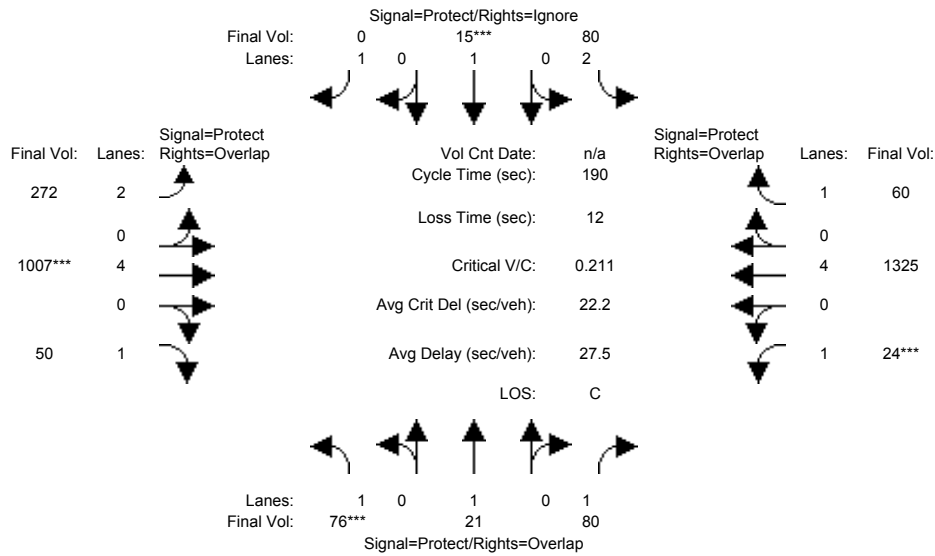 Signal=Protect/Rights=Ignore
Final Vol: 0 15*** 80
Lanes: 1 0 1 0 2
Signal=Protect
Final Vol: Lanes: Rights=Overlap
Vol Cnt Date: n/a
Signal=Protect
Rights=Overlap Lanes: Final Vol:
Cycle Time (sec): 190
272 2
1 60
Loss Time (sec): 12
0
0
1007*** 4
Critical V/C: 0.211
4 1325
0
Avg Crit Del (sec/veh): 22.2
0
50 1
Avg Delay (sec/veh): 27.5
1 24***
LOS: C
Lanes: 1 0 1 0 1
Final Vol: 76*** 21 80
Signal=Protect/Rights=Overlap